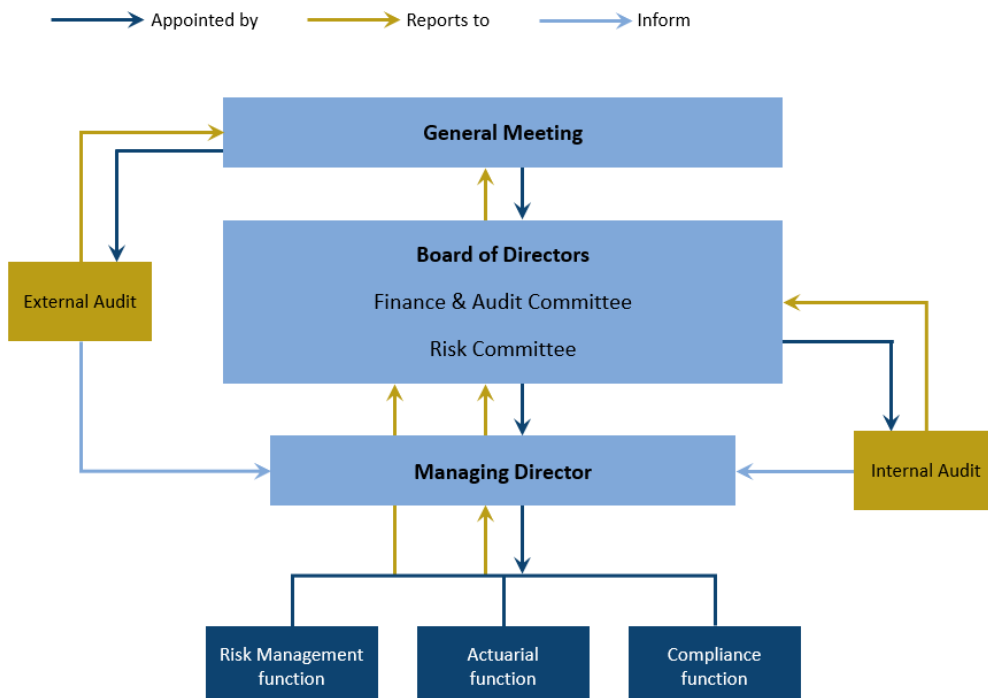 Appointed by
Reports to
Inform
General Meeting
Board of Directors
Finance & Audit Committee
Risk Committee
External Audit
Managing Director
Internal Audit
Risk Management
function
Actuarial
function
Compliance
function